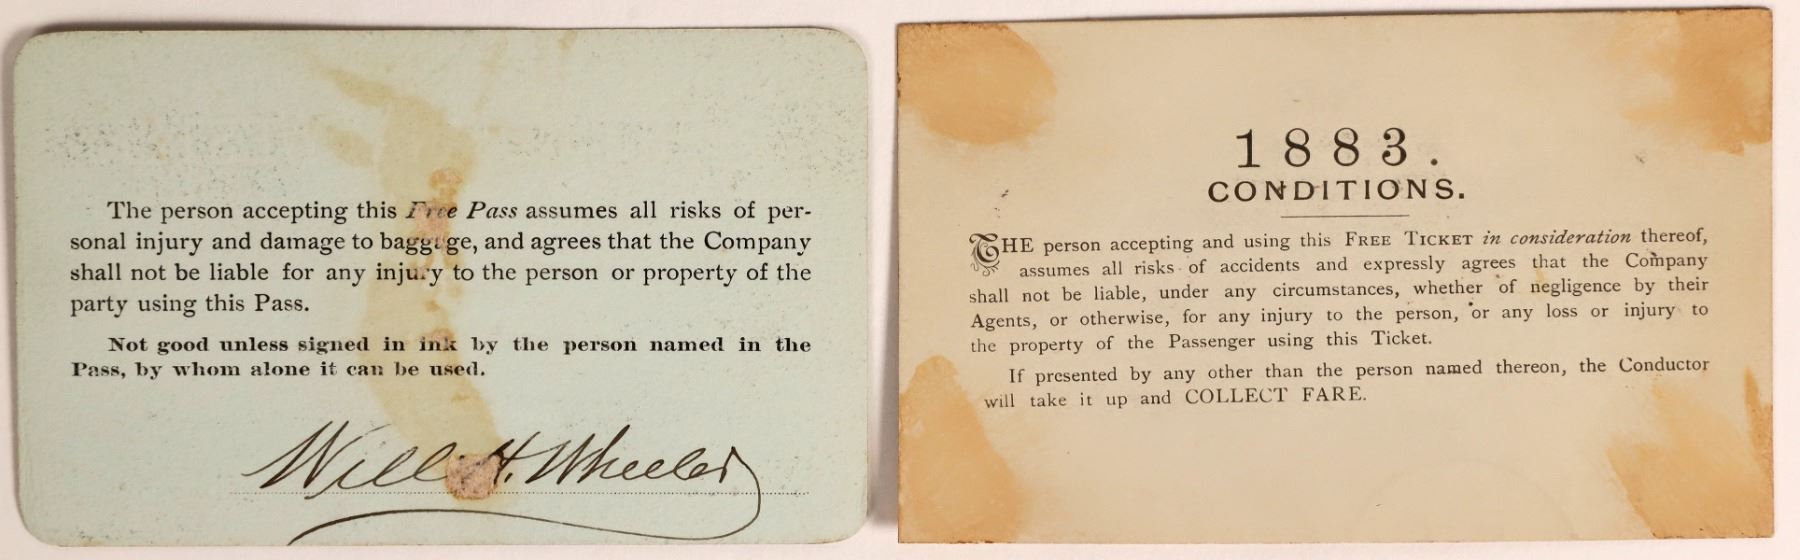 The person accepting this Free Pass assumes all risks of per-
sonal injury and damage to baggage, and agrees that the Company
shall not be liable for any injury to the person or property of the
party using this Pass.
Not good unless signed in ink by the person named in the
Pass, by whom alone it can be used.
Will H. Wheeler
1883.
CONDITIONS.
THE person accepting and using this FREE TICKET in consideration thereof,
assumes all risks of accidents and expressly agrees that the Company
shall not be liable, under any circumstances, whether of negligence by their
Agents, or otherwise, for any injury to the person, or any loss or injury to
the property of the Passenger using this Ticket.
If presented by any other than the person named thereon, the Conductor
will take it up and COLLECT FARE.